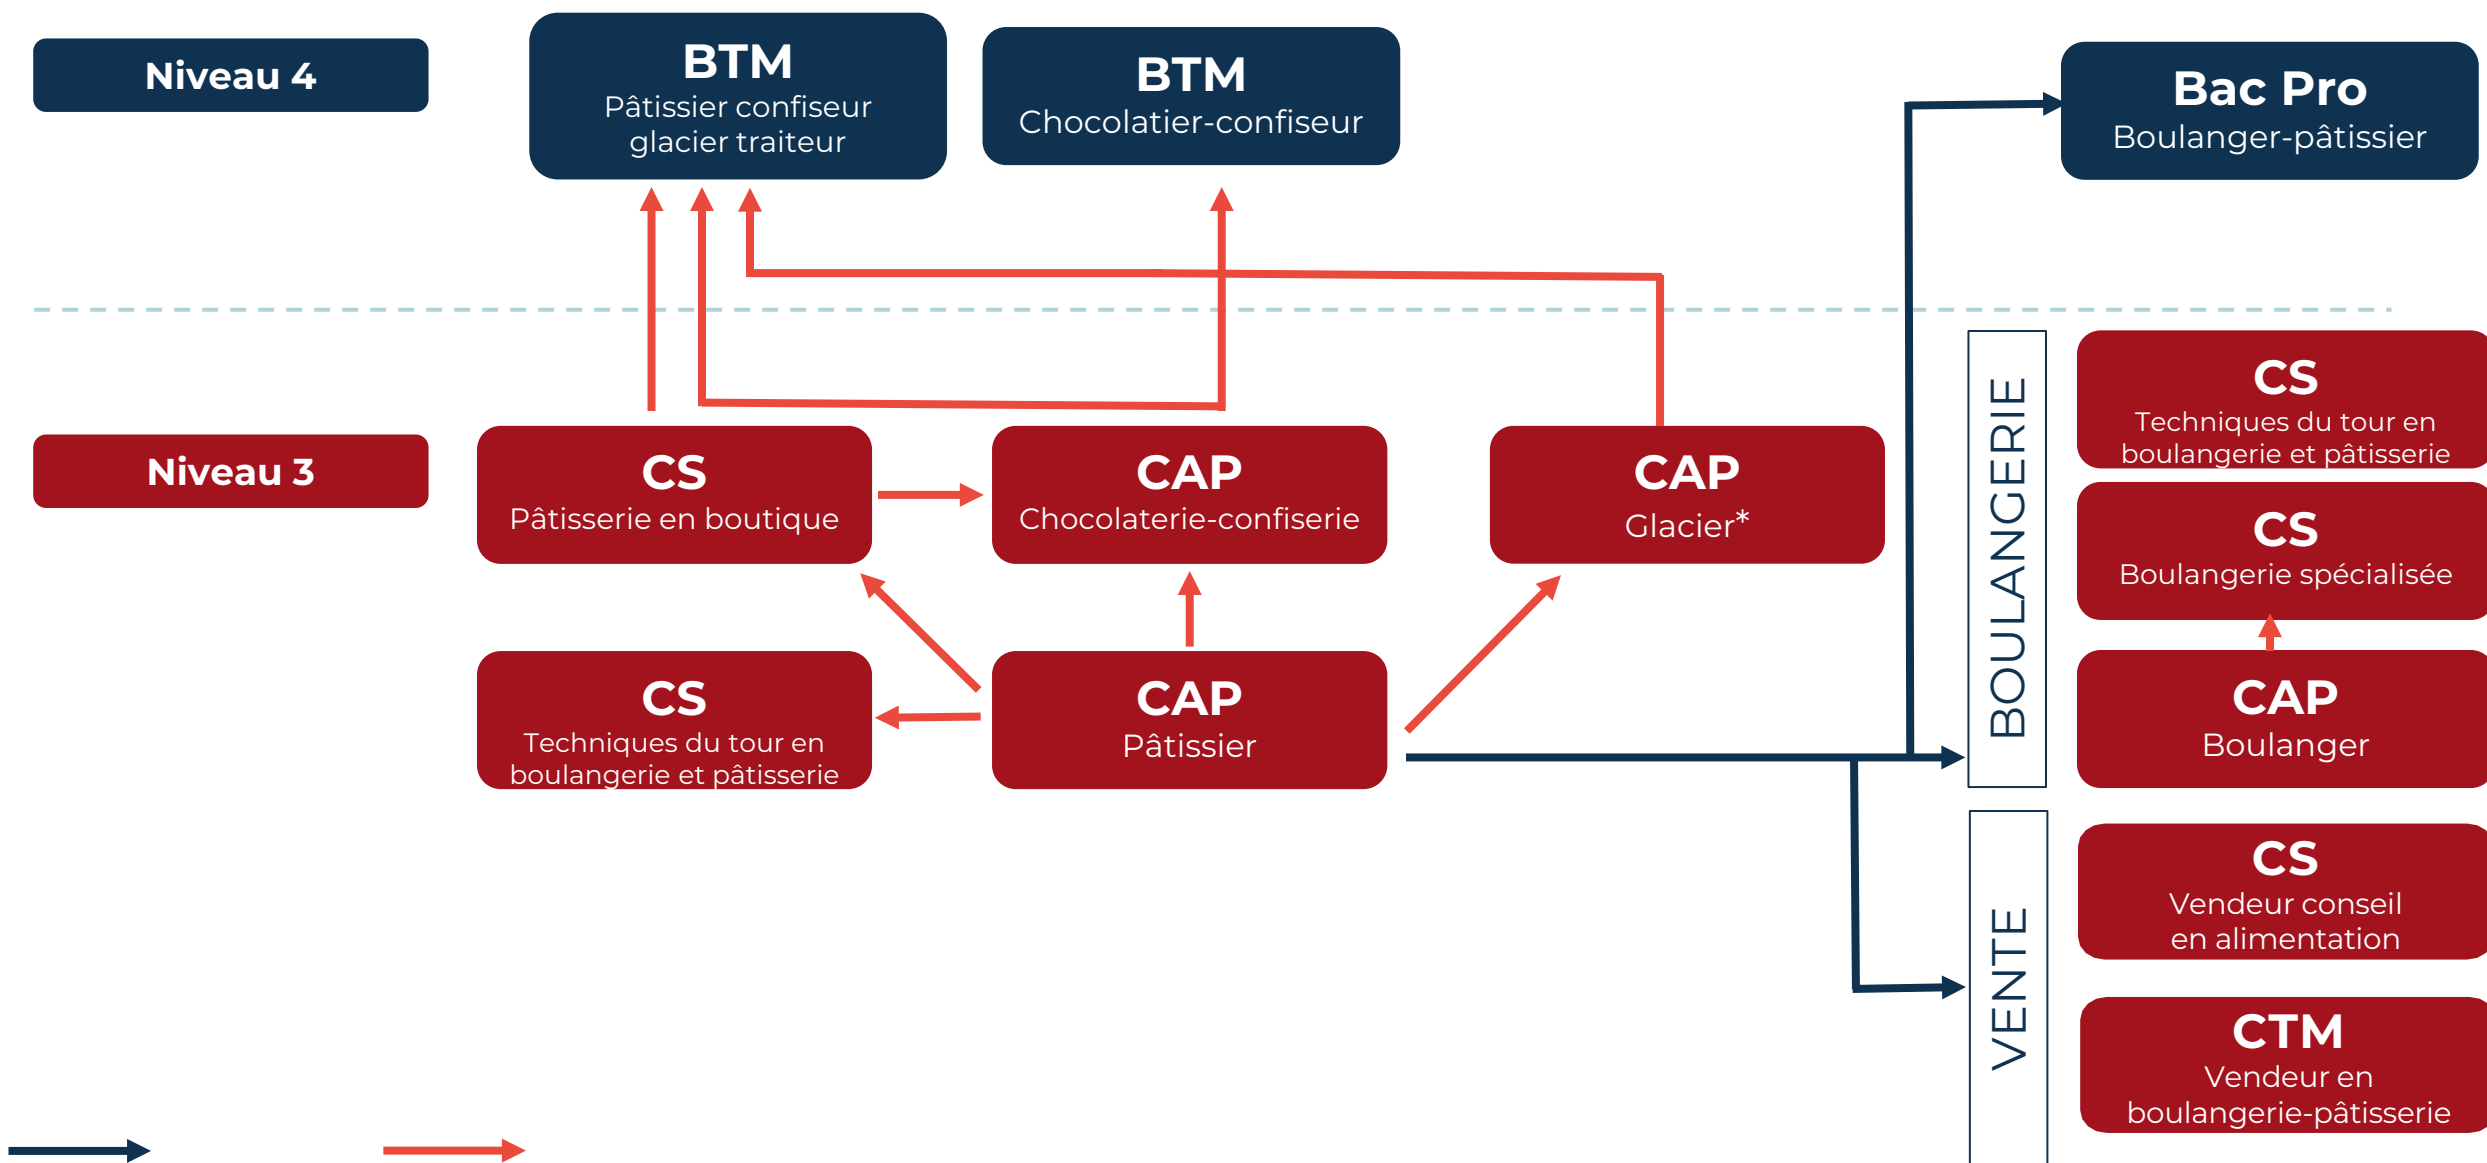 Niveau 4
BTM
Pâtissier confiseur
glacier traiteur
BTM
Chocolatier-confiseur
Bac Pro
Boulanger-pâtissier
Niveau 3
CS
Pâtisserie en boutique
CAP
Chocolaterie-confiserie
CAP
Glacier*
CS
Techniques du tour en
boulangerie et pâtisserie
CAP
Pâtissier
BOULANGERIE
CS
Techniques du tour en
boulangerie et pâtisserie
CS
Boulangerie spécialisée
CAP
Boulanger
VENTE
CS
Vendeur conseil
en alimentation
CTM
Vendeur en
boulangerie-pâtisserie